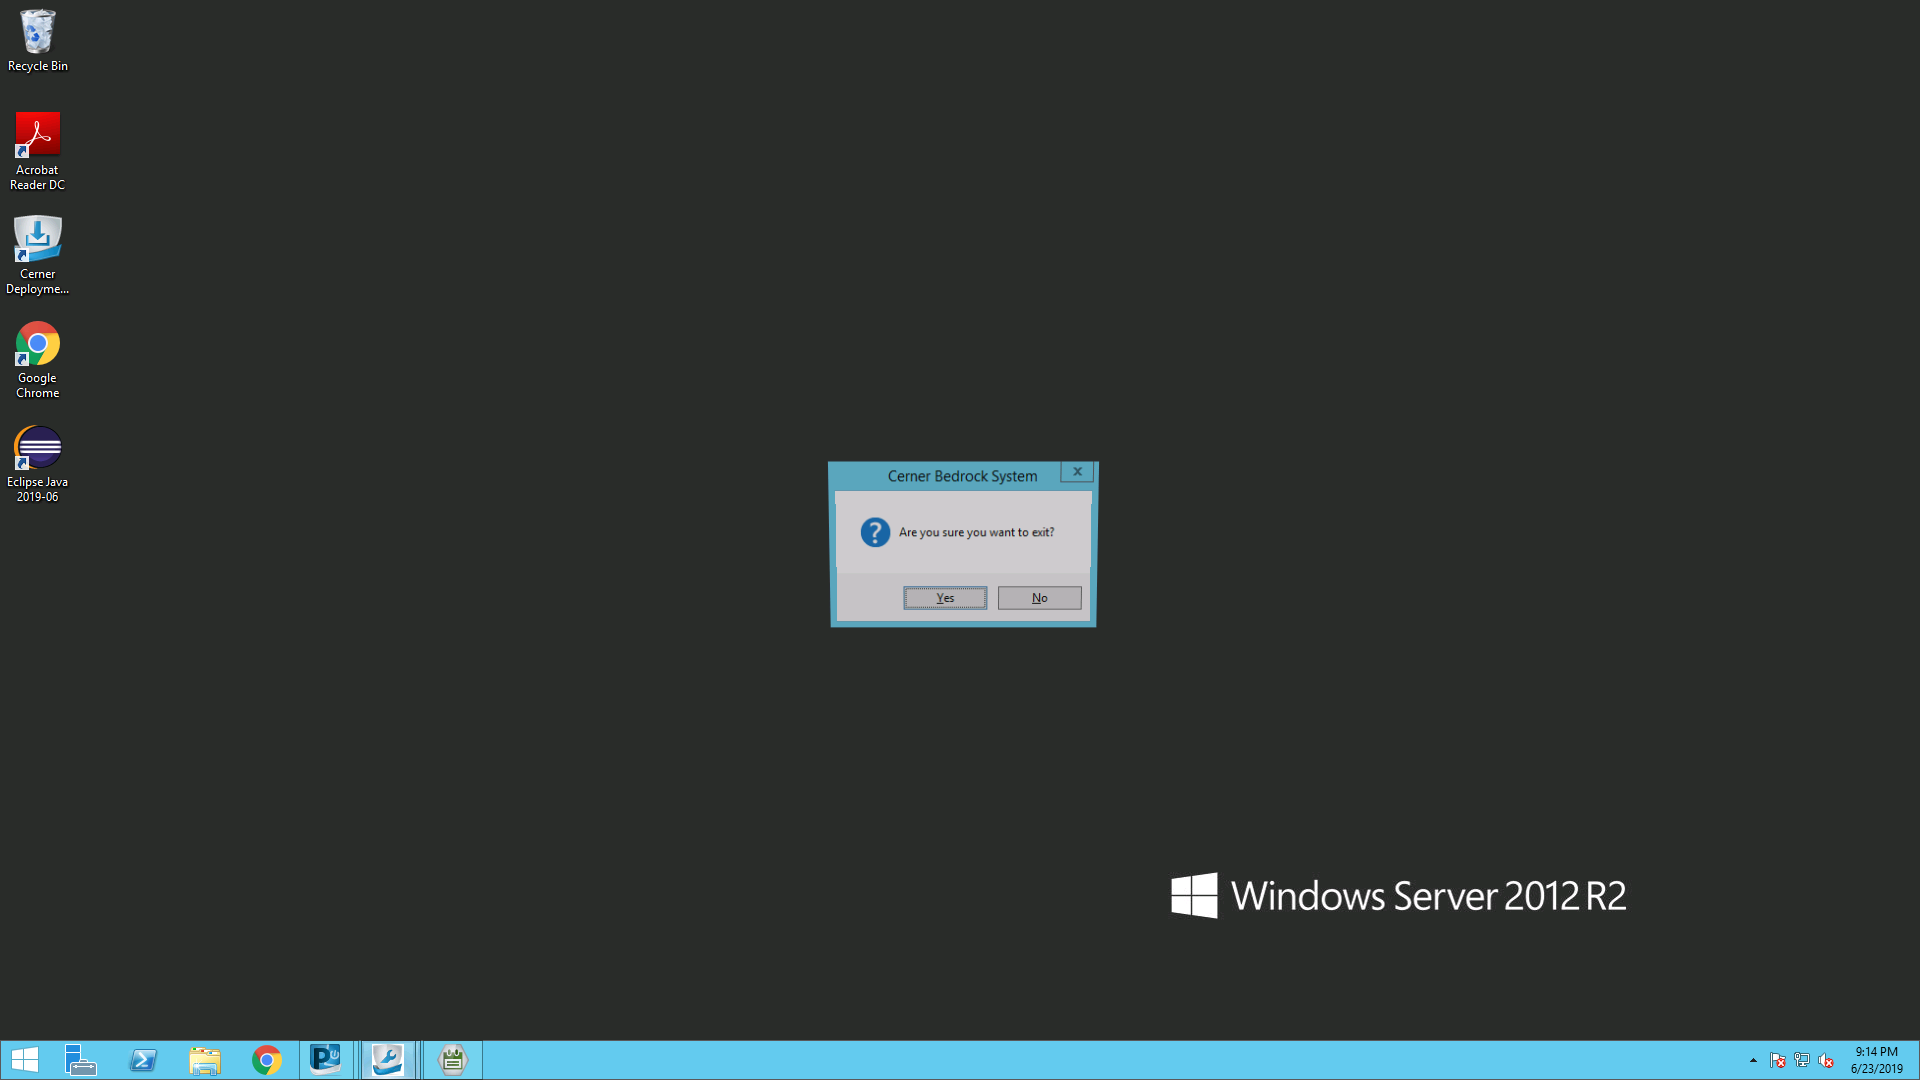 Recycle Bin
Acrobat
Reader DC
Cerner
Deployme...
Google
Chrome
Eclipse Java
2019-06
Cerner Bedrock System
Are you sure you want to exit?
Yes
No
Windows Server 2012 R2
9:14 PM
6/23/2019